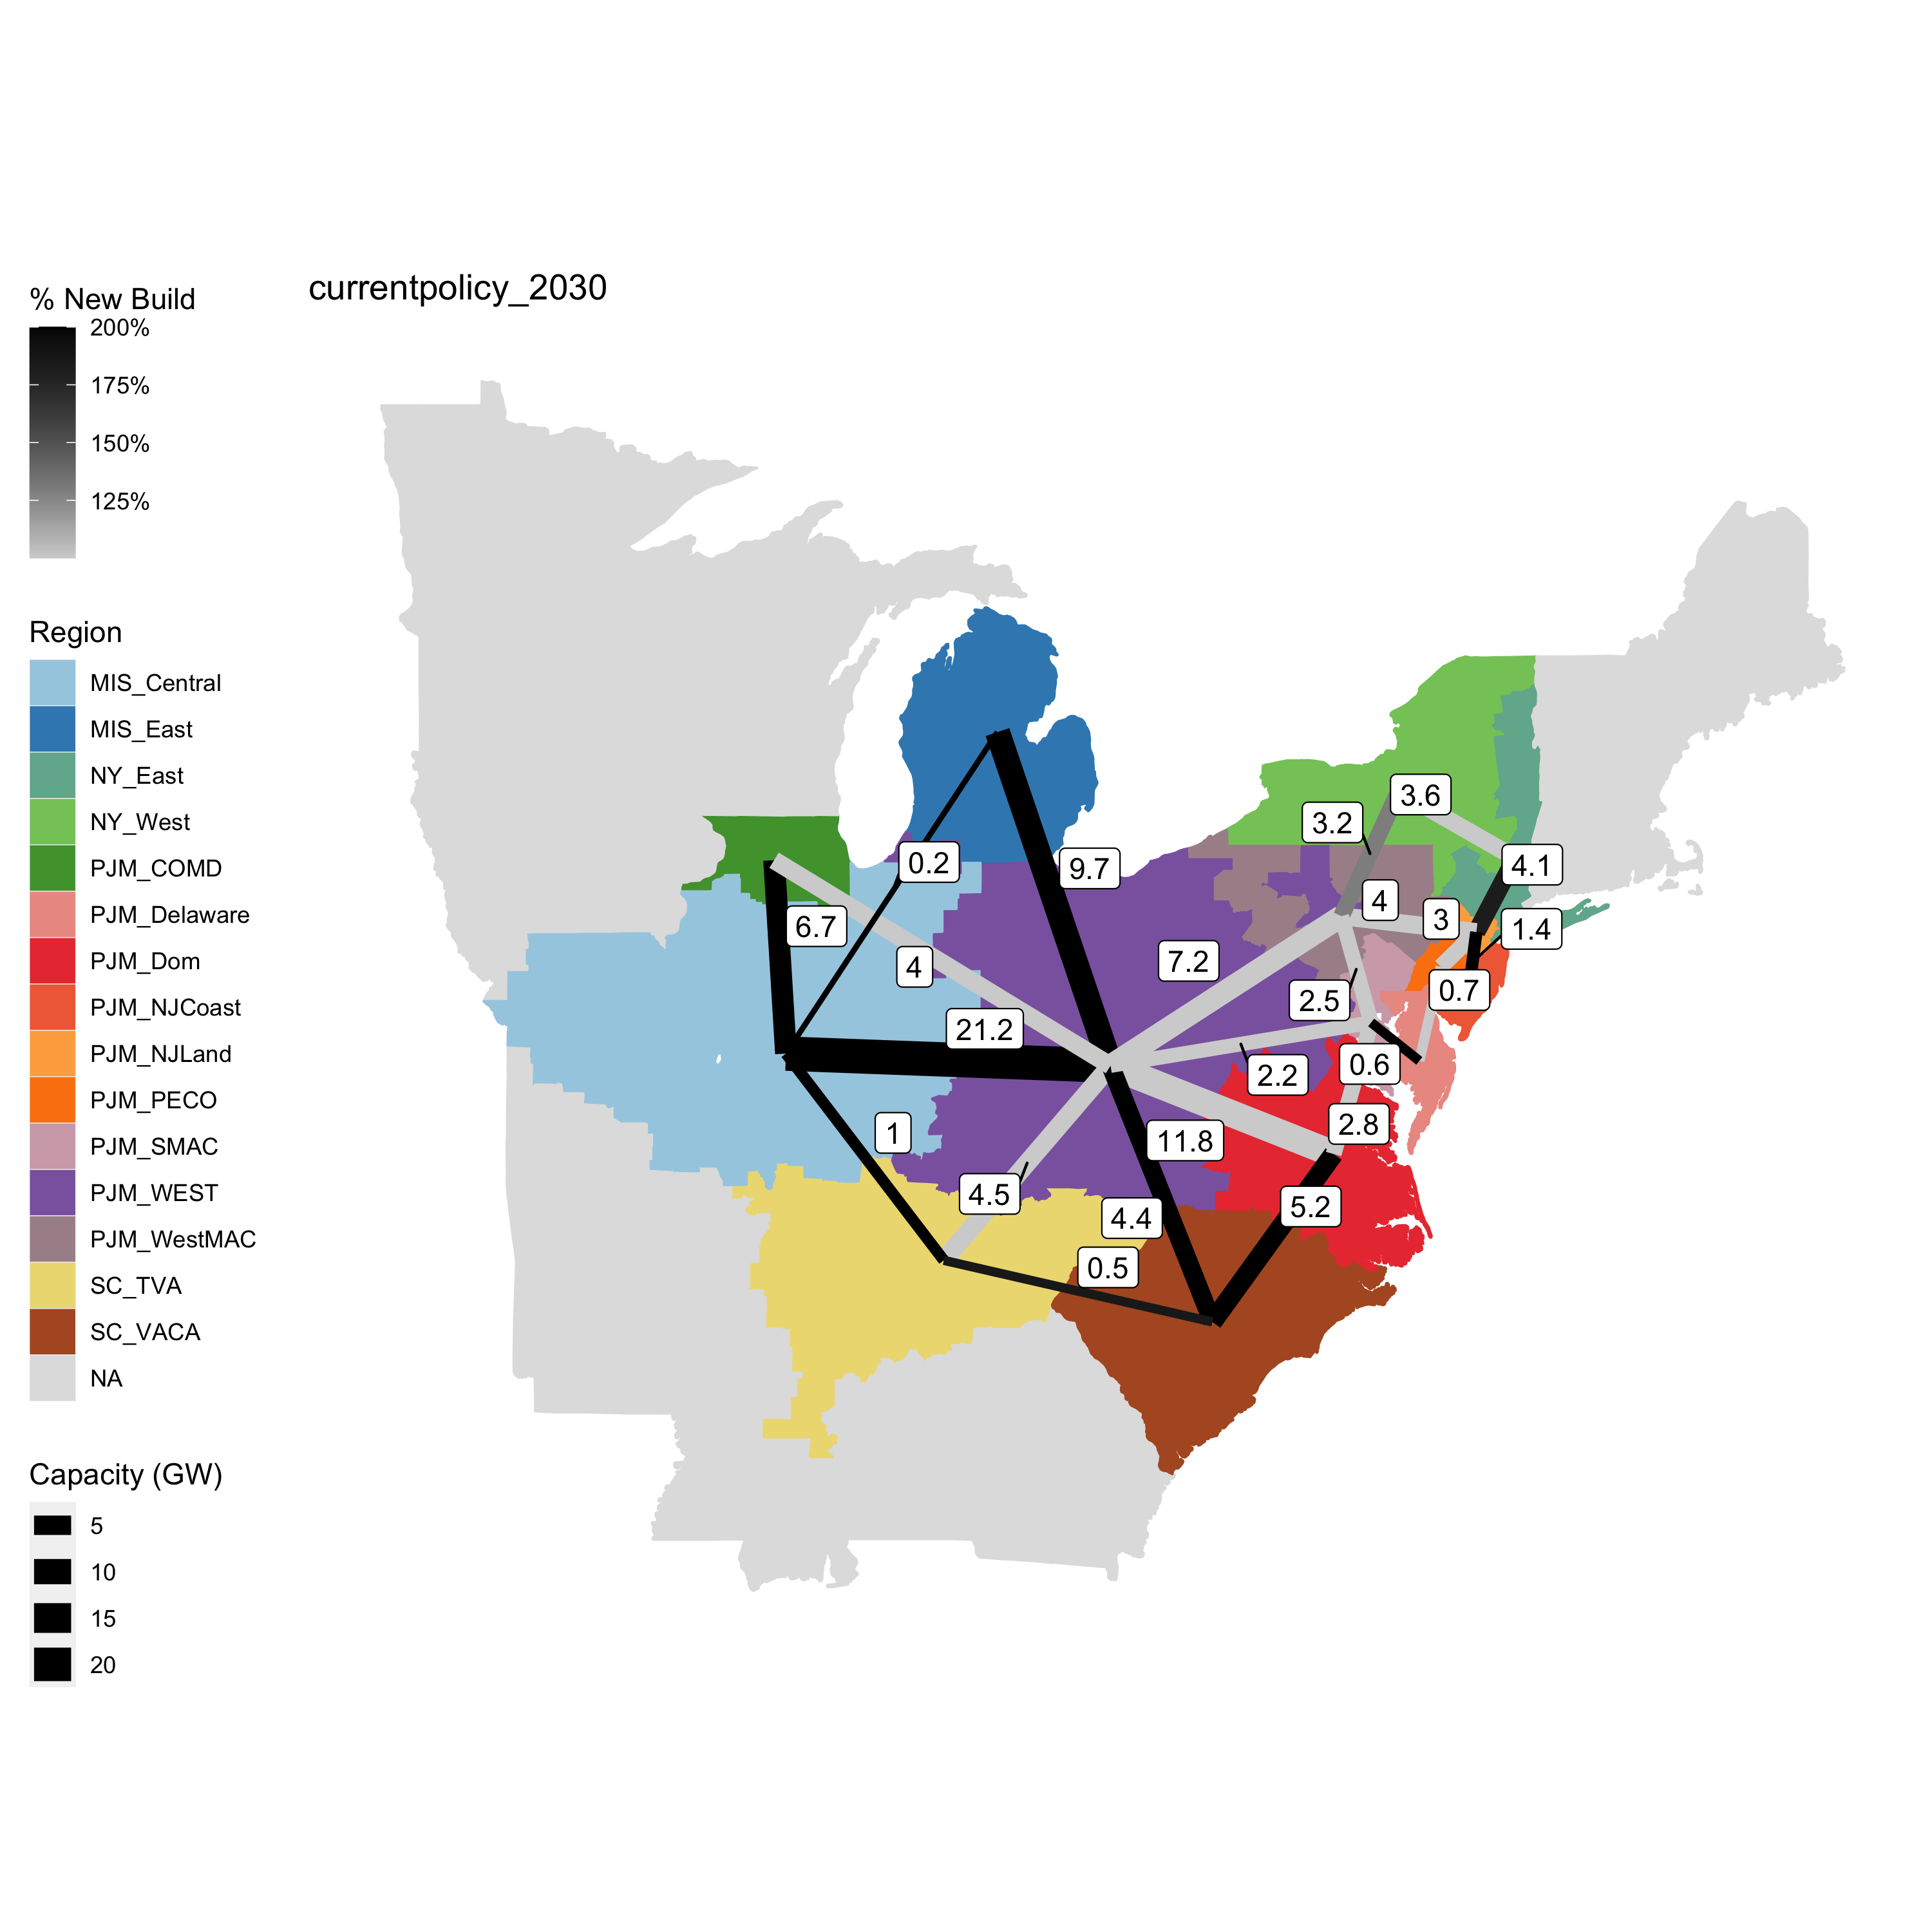 currentpolicy_2030
% New Build
200%
175%
150%
125%
Region
MIS_Central
MIS_East
NY_East
NY_West
PJM_COMD
PJM_Delaware
PJM_Dom
PJM_NJCoast
PJM_NJLand
PJM_PECO
PJM_SMAC
PJM_WEST
PJM_WestMAC
SC_TVA
SC_VACA
NA
Capacity (GW)
5
10
15
20
3.6
3.2
0.2
9.7
4.1
4
3
6.7
1.4
7.2
4
0.7
2.5
21.2
0.6
2.2
2.8
1
11.8
4.5
5.2
4.4
0.5